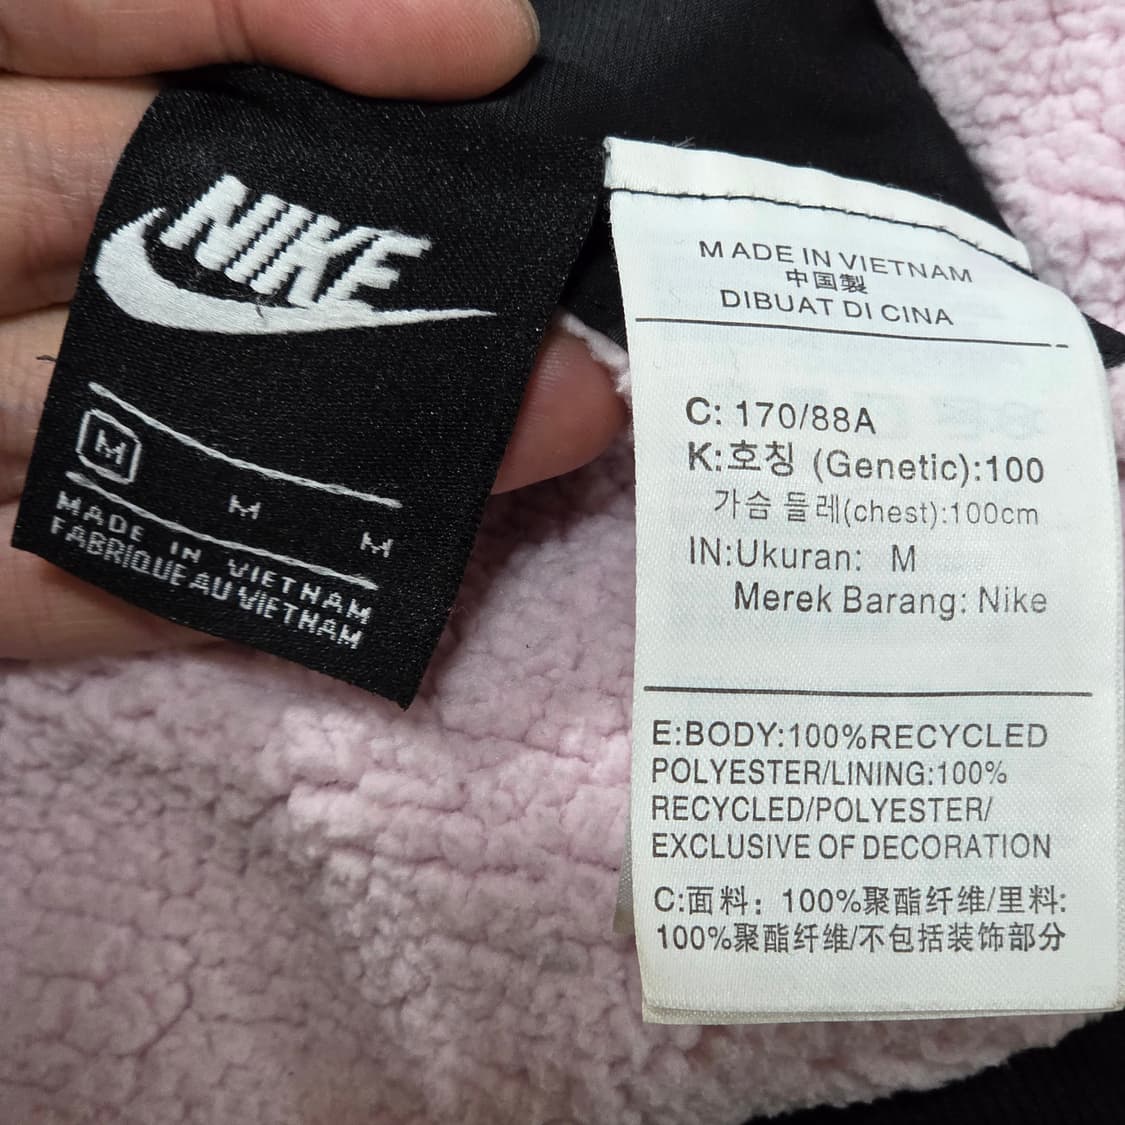 NIKE
M
M
M
MADE IN VIETNAM
FABRIQUE AU VIETNAM
MADE IN VIETNAM
中国製
DIBUAT DI CINA
C: 170/88A
K:호칭 (Genetic):100
가슴 들레(chest):100cm
IN:Ukuran: M
Merek Barang: Nike
E:BODY:100%RECYCLED
POLYESTER/LINING:100%
RECYCLED/POLYESTER/
EXCLUSIVE OF DECORATION
C:面料：100%聚酯纤维/里料:
100%聚酯纤维/不包括装饰部分